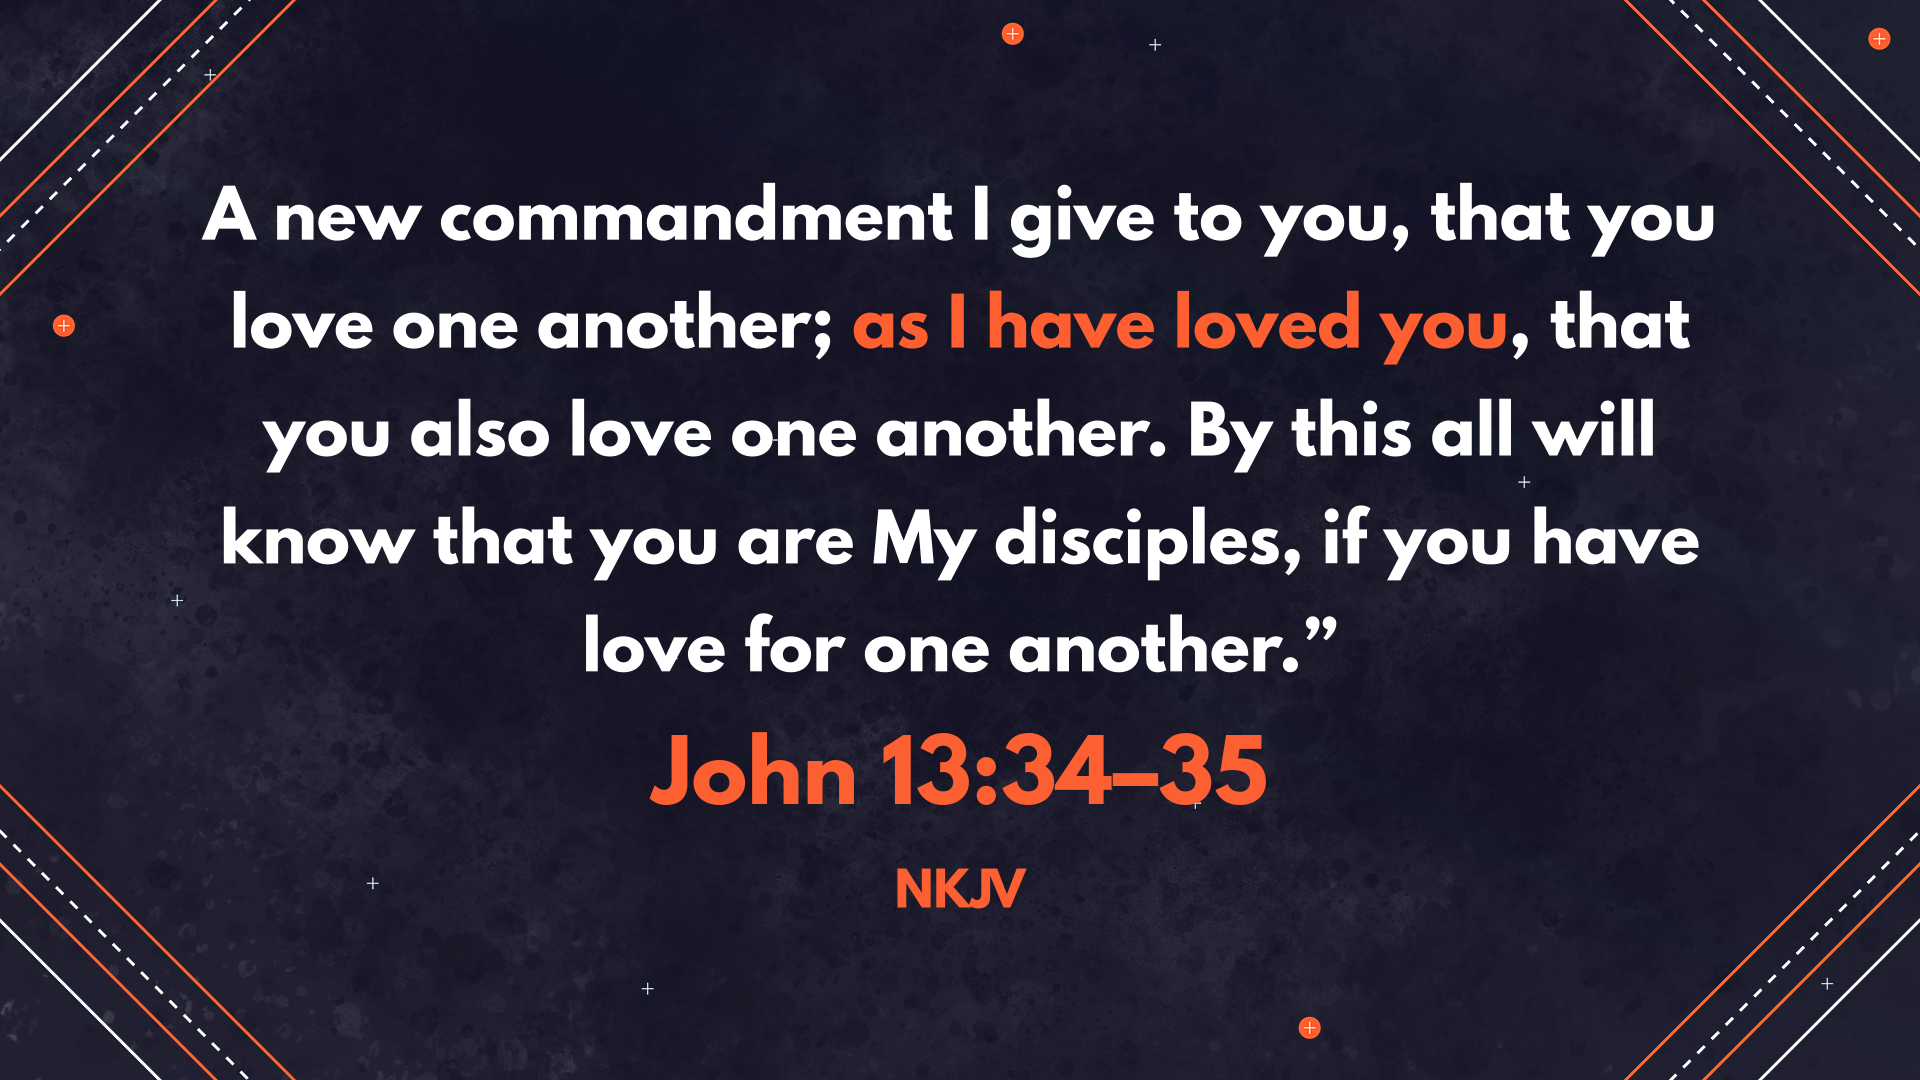 A new commandment I give to you, that you
love one another; as I have loved you, that
you also love one another. By this all will
know that you are My disciples, if you have
love for one another.”
John 13:34–35
NKJV